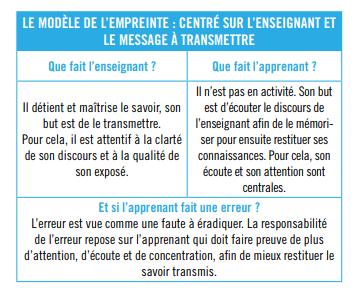 LE MODÈLE DE L'EMPREINTE : CENTRÉ SUR L'ENSEIGNANT ET
LE MESSAGE À TRANSMETTRE
Que fait l'enseignant ?
Il détient et maîtrise le savoir, son
but est de le transmettre.
Pour cela, il est attentif à la clarté
de son discours et à la qualité de
son exposé.
Que fait l'apprenant ?
Il n'est pas en activité. Son but
est d'écouter le discours de
l'enseignant afin de le mémori-
ser pour ensuite restituer ses
connaissances. Pour cela, son
écoute et son attention sont
centrales.
Et si l'apprenant fait une erreur ?
L'erreur est vue comme une faute à éradiquer. La responsabilité
de l'erreur repose sur l'apprenant qui doit faire preuve de plus
d'attention, d'écoute et de concentration, afin de mieux restituer le
savoir transmis.